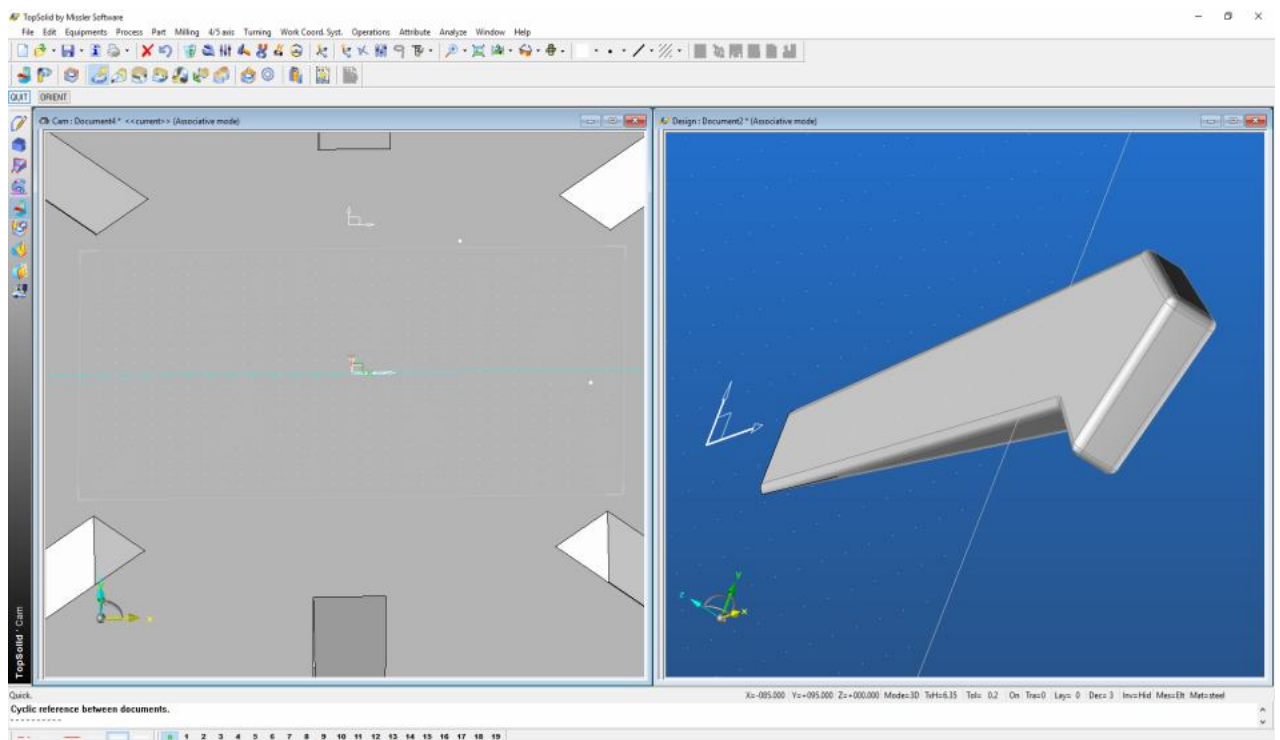 TopSolid by Missler Software
File Edit Equipments Process Part Milling 4/5 axis Turning Work Coord. Syst. Operations Attribute Analyze Window Help
QUIT ORIENT
Cam : Document4 * <<current>> (Associative mode)
Design : Document2 * (Associative mode)
Y
X
Z
Y
X
TopSolid'Cam
Quick.
X=-085.000 Y=+095.000 Z=+000.000 Mode=3D TxH=6.35 Tol= 0.2 On Tra=0 Lay= 0 Dec= 3 Inv=Hid Mes=Elt Mat=steel
Cyclic reference between documents.
----------
0 1 2 3 4 5 6 7 8 9 10 11 12 13 14 15 16 17 18 19